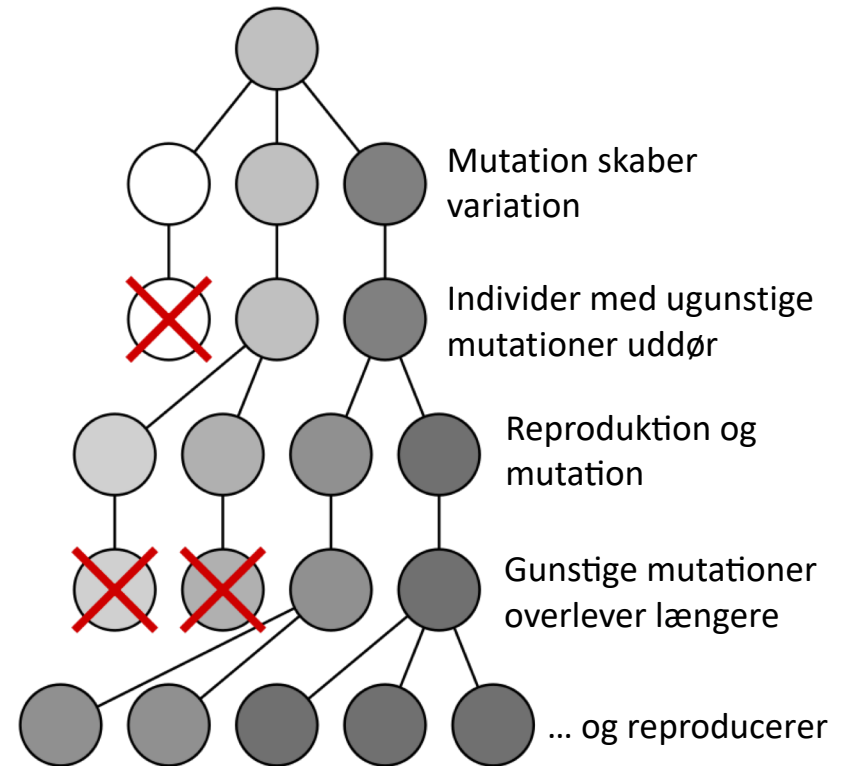 Mutation skaber
variation
Individer med ugunstige
mutationer uddør
Reproduktion og
mutation
Gunstige mutationer
overlever længere
... og reproducerer